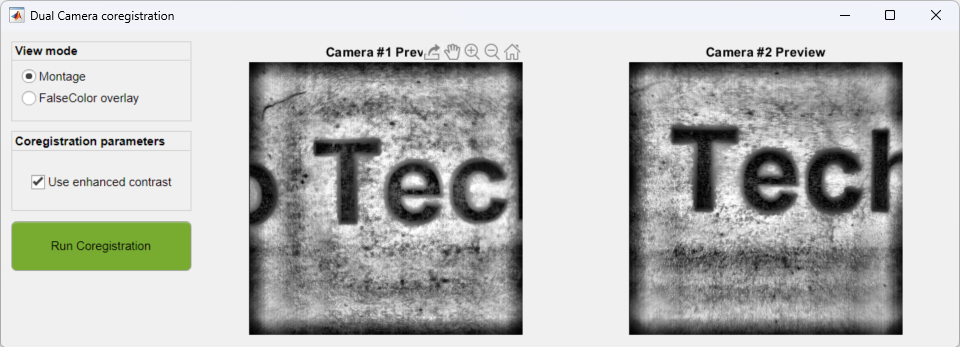 Dual Camera coregistration
View mode
Montage
FalseColor overlay
Coregistration parameters
Use enhanced contrast
Run Coregistration
Camera #1 Prev
Tec
Camera #2 Preview
Tech